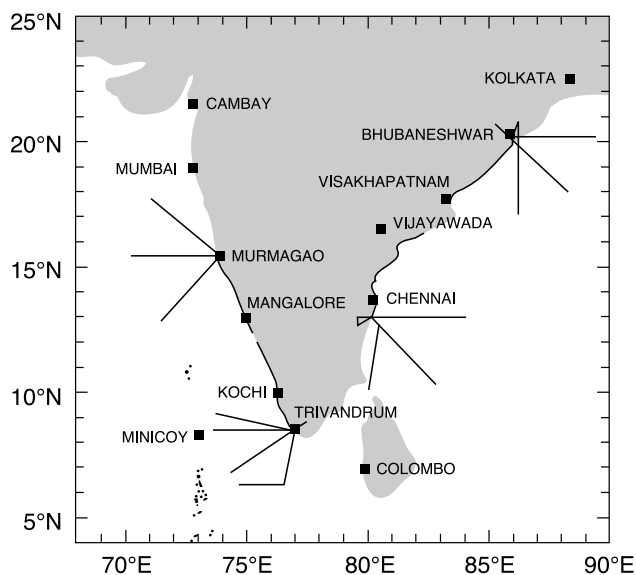 25°N
KOLKATA
CAMBAY
20°N
BHUBANESHWAR
MUMBAI
VISAKHAPATNAM
VIJAYAWADA
15°N
MURMAGAO
MANGALORE
CHENNAI
10°N
KOCHI
TRIVANDRUM
MINICOY
COLOMBO
5°N
70°E 75°E 80°E 85°E 90°E